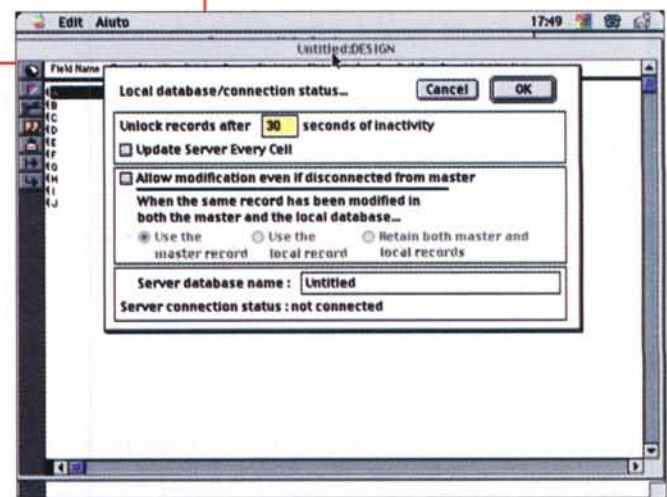 Edit Aiuto 17:49
Untitled:DESIGN
Field Name
Local database/connection status... Cancel OK
Unlock records after 30 seconds of inactivity
Update Server Every Cell
Allow modification even if disconnected from master
When the same record has been modified in
both the master and the local database...
Use the master record
Use the local record
Retain both master and local records
Server database name : Untitled
Server connection status : not connected
B
C
D
E
F
G
H
I
J